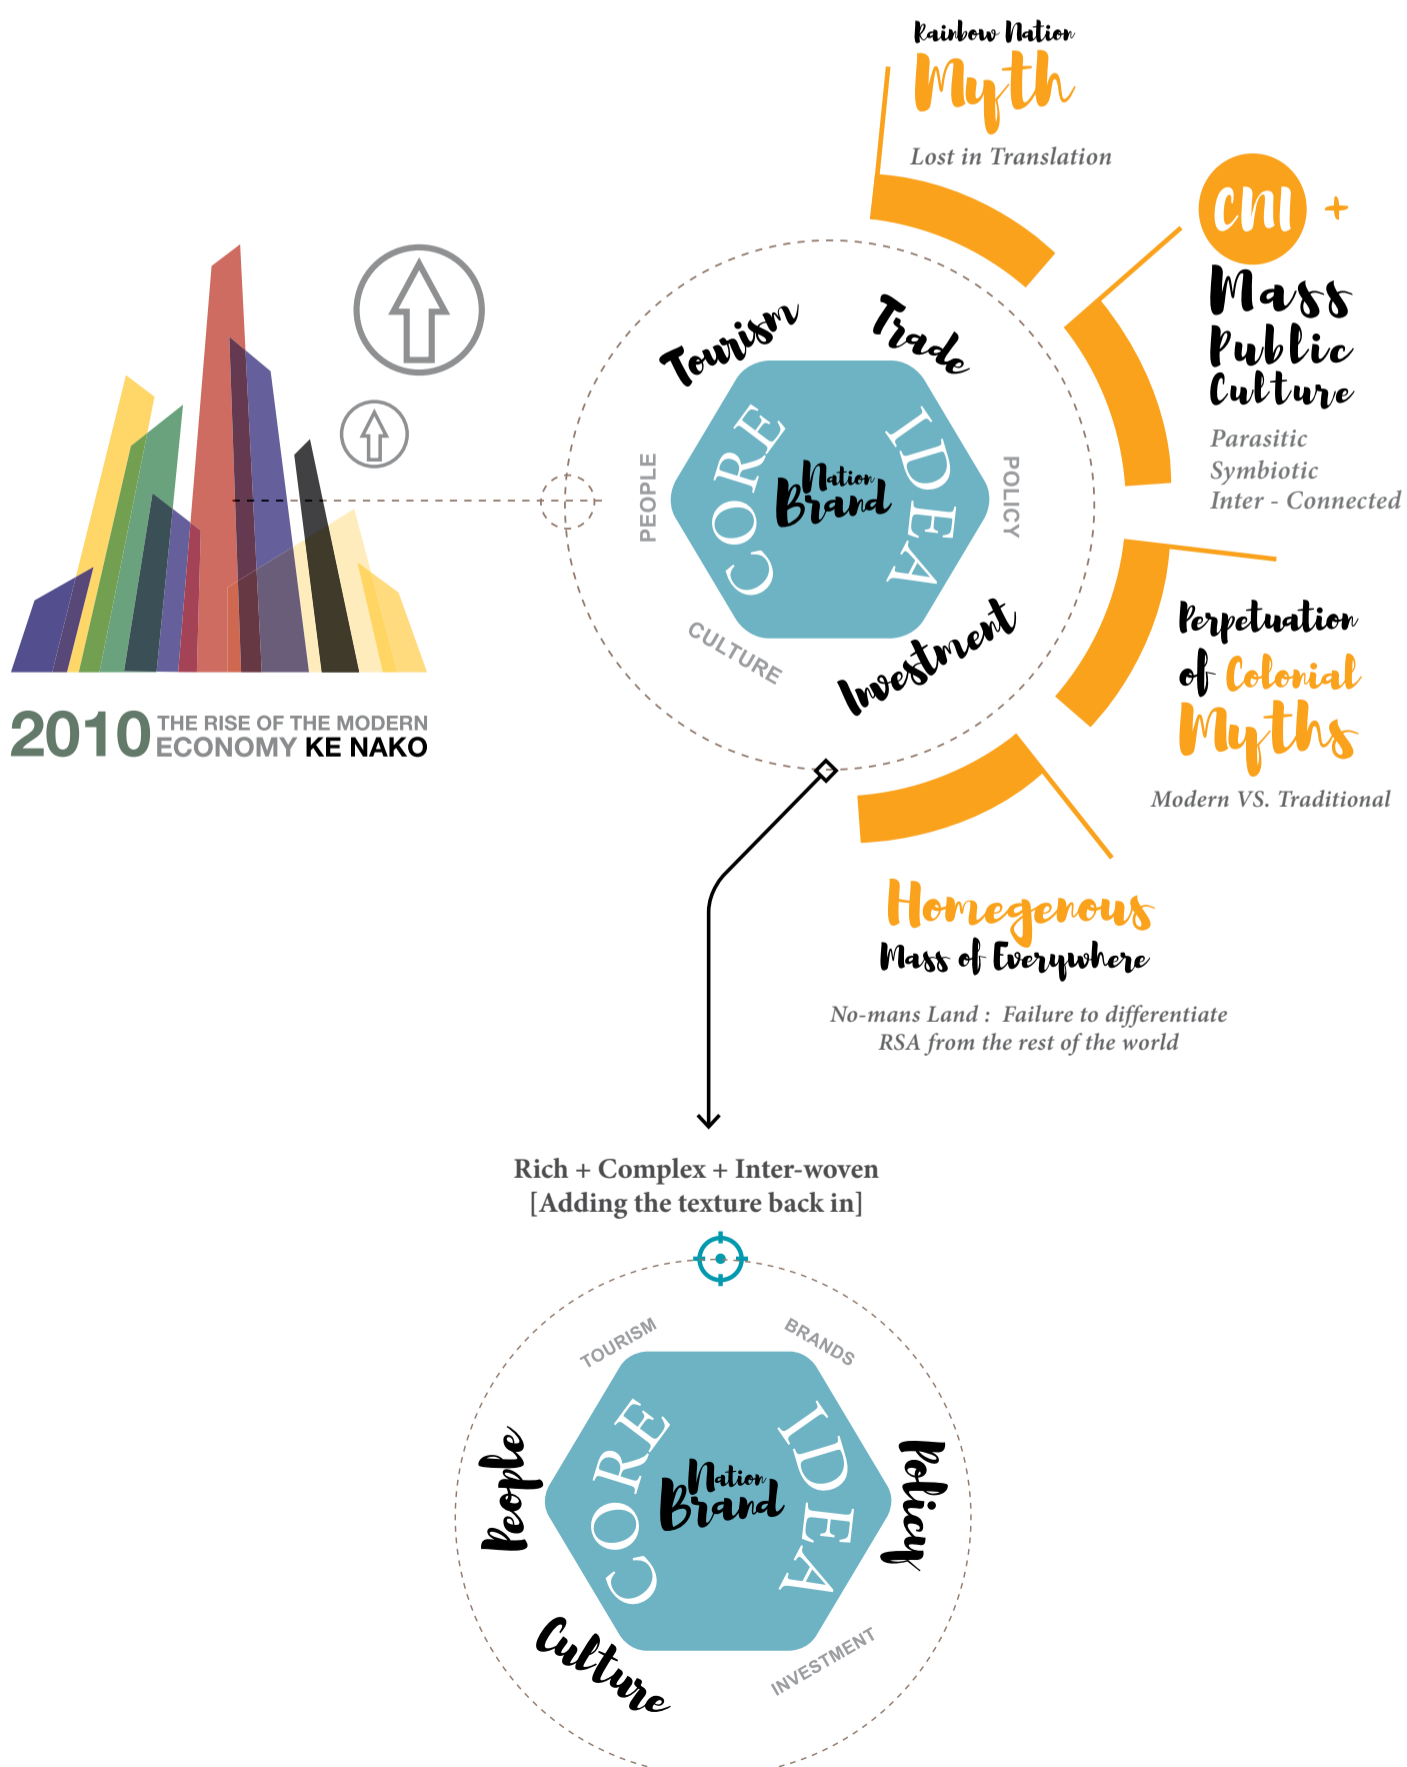 Rainbow Nation
Myth
Lost in Translation
CNI +
Mass
Public
Culture
Parasitic
Symbiotic
Inter - Connected
Tourism
Trade
PEOPLE
CORE
Nation
Brand
IDEA
POLICY
CULTURE
Investment
Perpetuation
of Colonial
Myths
Modern VS. Traditional
2010 THE RISE OF THE MODERN
ECONOMY KE NAKO
Homegenous
Mass of Everywhere
No-mans Land : Failure to differentiate
RSA from the rest of the world
Rich + Complex + Inter-woven
[Adding the texture back in]
TOURISM
BRANDS
People
CORE
Nation
Brand
IDEA
Policy
Culture
INVESTMENT